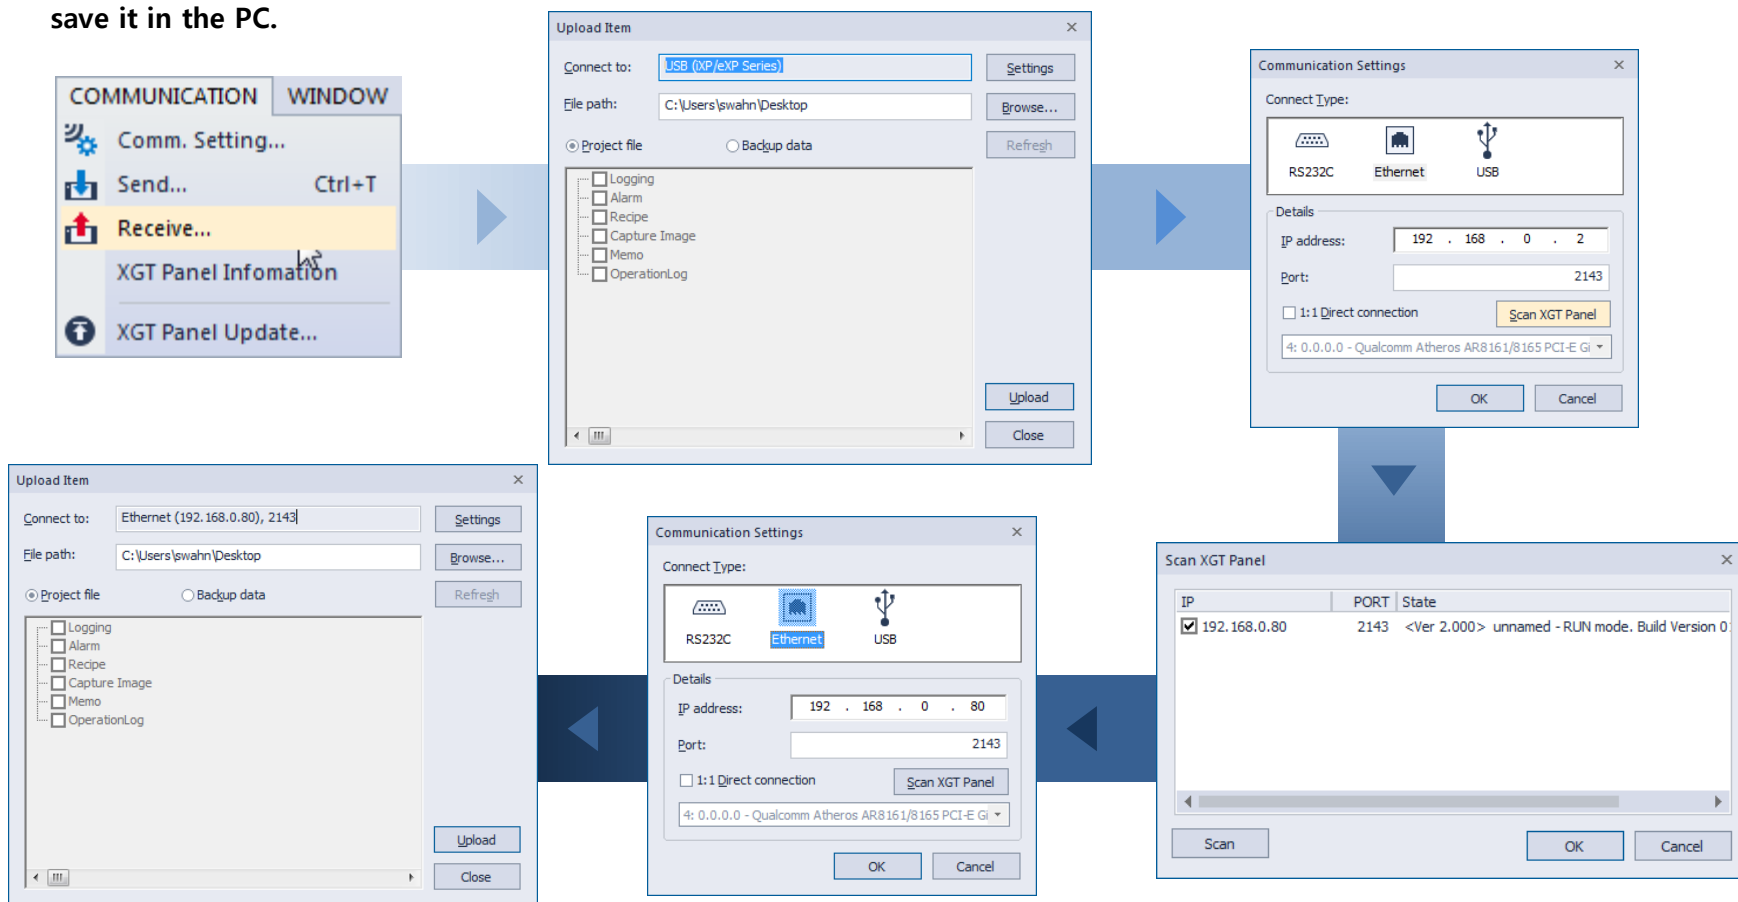 save it in the PC.
COMMUNICATION WINDOW
Comm. Setting...
Send... Ctrl+T
Receive...
XGT Panel Infomation
XGT Panel Update...
Upload Item
Connect to: USB (iXP/eXP Series) Settings
File path: C:\Users\swahn\Desktop Browse...
Project file Backup data Refresh
Logging
Alarm
Recipe
Capture Image
Memo
OperationLog
Upload
Close
Communication Settings
Connect Type:
RS232C Ethernet USB
Details
IP address: 192 . 168 . 0 . 2
Port: 2143
1:1 Direct connection Scan XGT Panel
4: 0.0.0.0 - Qualcomm Atheros AR8161/8165 PCI-E Gi
OK Cancel
Scan XGT Panel
IP PORT State
192.168.0.80 2143 <Ver 2.000> unnamed - RUN mode. Build Version 0
Scan OK Cancel
Communication Settings
Connect Type:
RS232C Ethernet USB
Details
IP address: 192 . 168 . 0 . 80
Port: 2143
1:1 Direct connection Scan XGT Panel
4: 0.0.0.0 - Qualcomm Atheros AR8161/8165 PCI-E Gi
OK Cancel
Upload Item
Connect to: Ethernet (192.168.0.80), 2143 Settings
File path: C:\Users\swahn\Desktop Browse...
Project file Backup data Refresh
Logging
Alarm
Recipe
Capture Image
Memo
OperationLog
Upload
Close